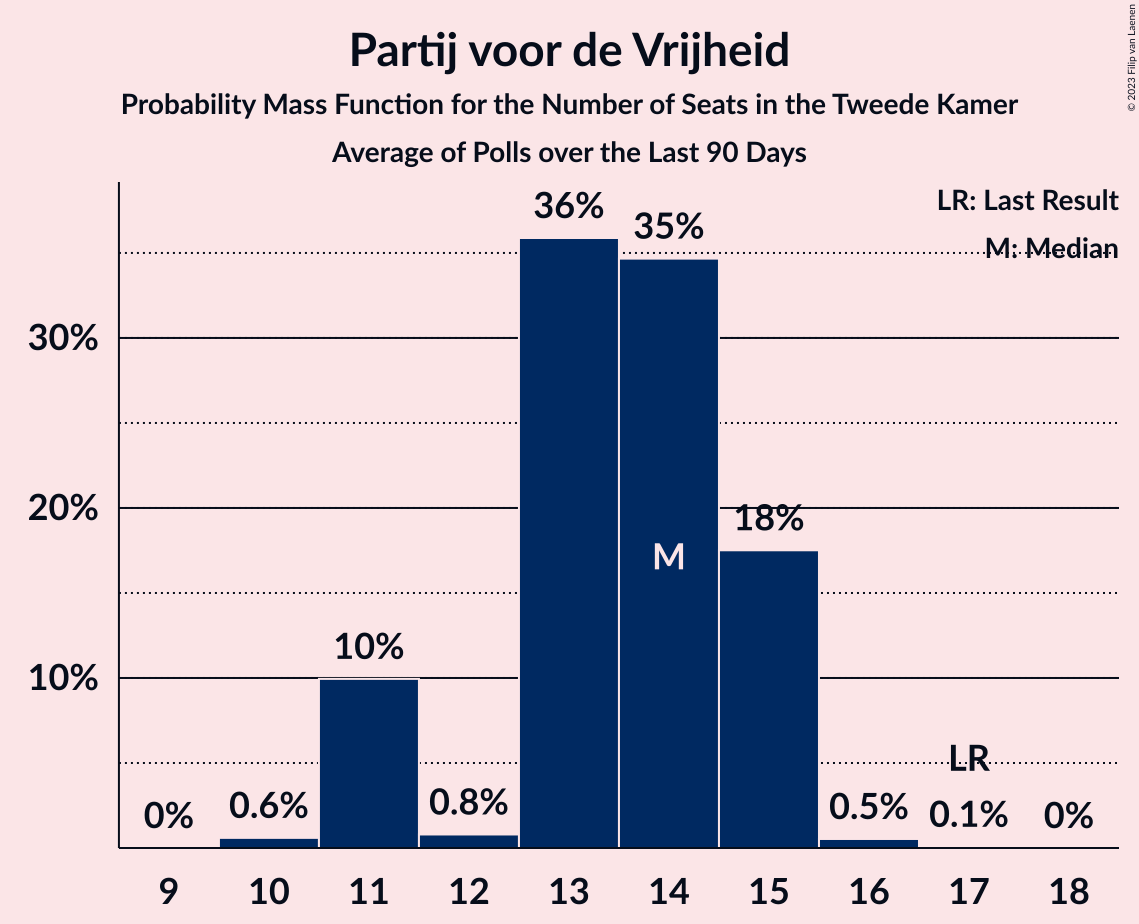 Partij voor de Vrijheid
Probability Mass Function for the Number of Seats in the Tweede Kamer
Average of Polls over the Last 90 Days
© 2023 Filip van Laenen
LR: Last Result
M: Median
36%
35%
30%
20%
18%
M
10%
10%
LR
0%
0.6%
0.8%
0.5%
0.1%
0%
9 10 11 12 13 14 15 16 17 18